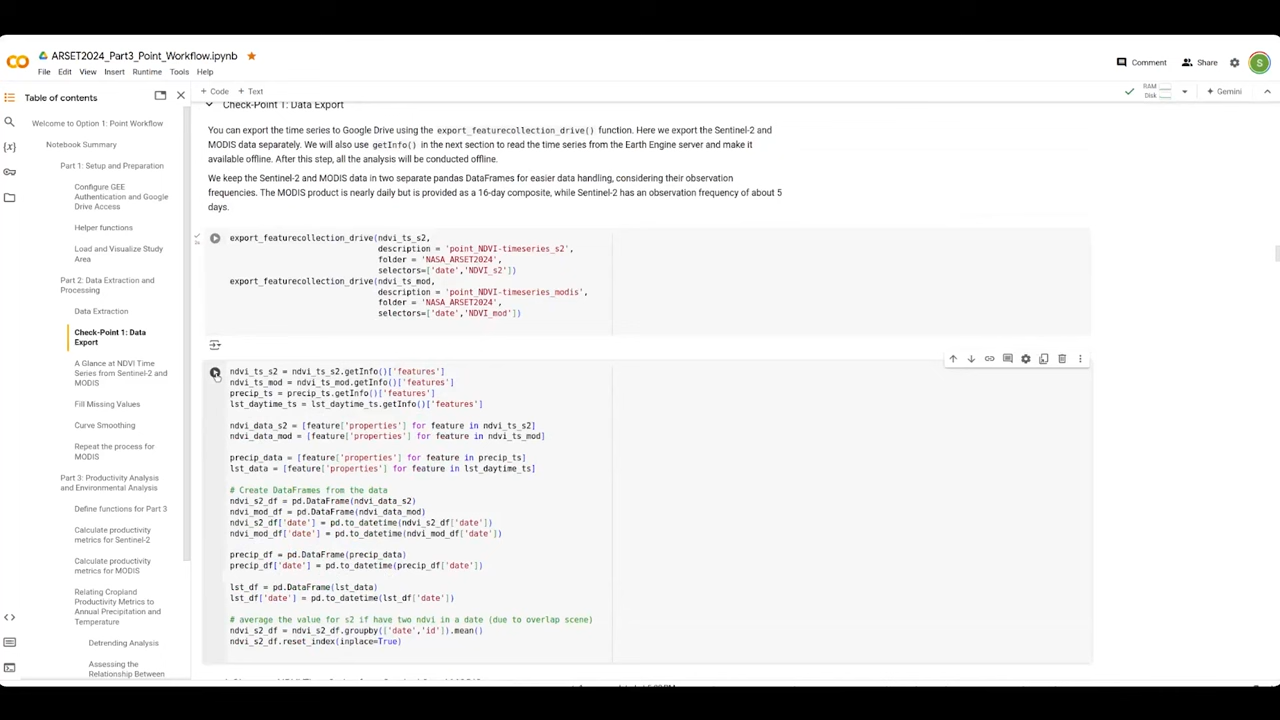 ARSET2024_Part3_Point_Workflow.ipynb
File Edit View Insert Runtime Tools Help
Comment Share S
Table of contents
+ Code + Text
RAM
Disk
Gemini
Welcome to Option 1: Point Workflow
Notebook Summary
Part 1: Setup and Preparation
Configure GEE
Authentication and Google
Drive Access
Helper functions
Load and Visualize Study
Area
Part 2: Data Extraction and
Processing
Data Extraction
Check-Point 1: Data
Export
A Glance at NDVI Time
Series from Sentinel-2 and
MODIS
Fill Missing Values
Curve Smoothing
Repeat the process for
MODIS
Part 3: Productivity Analysis
and Environmental Analysis
Define functions for Part 3
Calculate productivity
metrics for Sentinel-2
Calculate productivity
metrics for MODIS
Relating Cropland
Productivity Metrics to
Annual Precipitation and
Temperature
Detrending Analysis
Assessing the
Relationship Between
Check-Point 1: Data Export
You can export the time series to Google Drive using the export_featurecollection_drive() function. Here we export the Sentinel-2 and
MODIS data separately. We will also use getInfo() in the next section to read the time series from the Earth Engine server and make it
available offline. After this step, all the analysis will be conducted offline.
We keep the Sentinel-2 and MODIS data in two separate pandas DataFrames for easier data handling, considering their observation
frequencies. The MODIS product is nearly daily but is provided as a 16-day composite, while Sentinel-2 has an observation frequency of about 5
days.
export_featurecollection_drive(ndvi_ts_s2,
description = 'point_NDVI-timeseries_s2',
folder = 'NASA_ARSET2024',
selectors=['date','NDVI_s2'])
export_featurecollection_drive(ndvi_ts_mod,
description = 'point_NDVI-timeseries_modis',
folder = 'NASA_ARSET2024',
selectors=['date','NDVI_mod'])
ndvi_ts_s2 = ndvi_ts_s2.getInfo()['features']
ndvi_ts_mod = ndvi_ts_mod.getInfo()['features']
precip_ts = precip_ts.getInfo()['features']
lst_daytime_ts = lst_daytime_ts.getInfo()['features']
ndvi_data_s2 = [feature['properties'] for feature in ndvi_ts_s2]
ndvi_data_mod = [feature['properties'] for feature in ndvi_ts_mod]
precip_data = [feature['properties'] for feature in precip_ts]
lst_data = [feature['properties'] for feature in lst_daytime_ts]
# Create DataFrames from the data
ndvi_s2_df = pd.DataFrame(ndvi_data_s2)
ndvi_mod_df = pd.DataFrame(ndvi_data_mod)
ndvi_s2_df['date'] = pd.to_datetime(ndvi_s2_df['date'])
ndvi_mod_df['date'] = pd.to_datetime(ndvi_mod_df['date'])
precip_df = pd.DataFrame(precip_data)
precip_df['date'] = pd.to_datetime(precip_df['date'])
lst_df = pd.DataFrame(lst_data)
lst_df['date'] = pd.to_datetime(lst_df['date'])
# average the value for s2 if have two ndvi in a date (due to overlap scene)
ndvi_s2_df = ndvi_s2_df.groupby(['date','id']).mean()
ndvi_s2_df.reset_index(inplace=True)